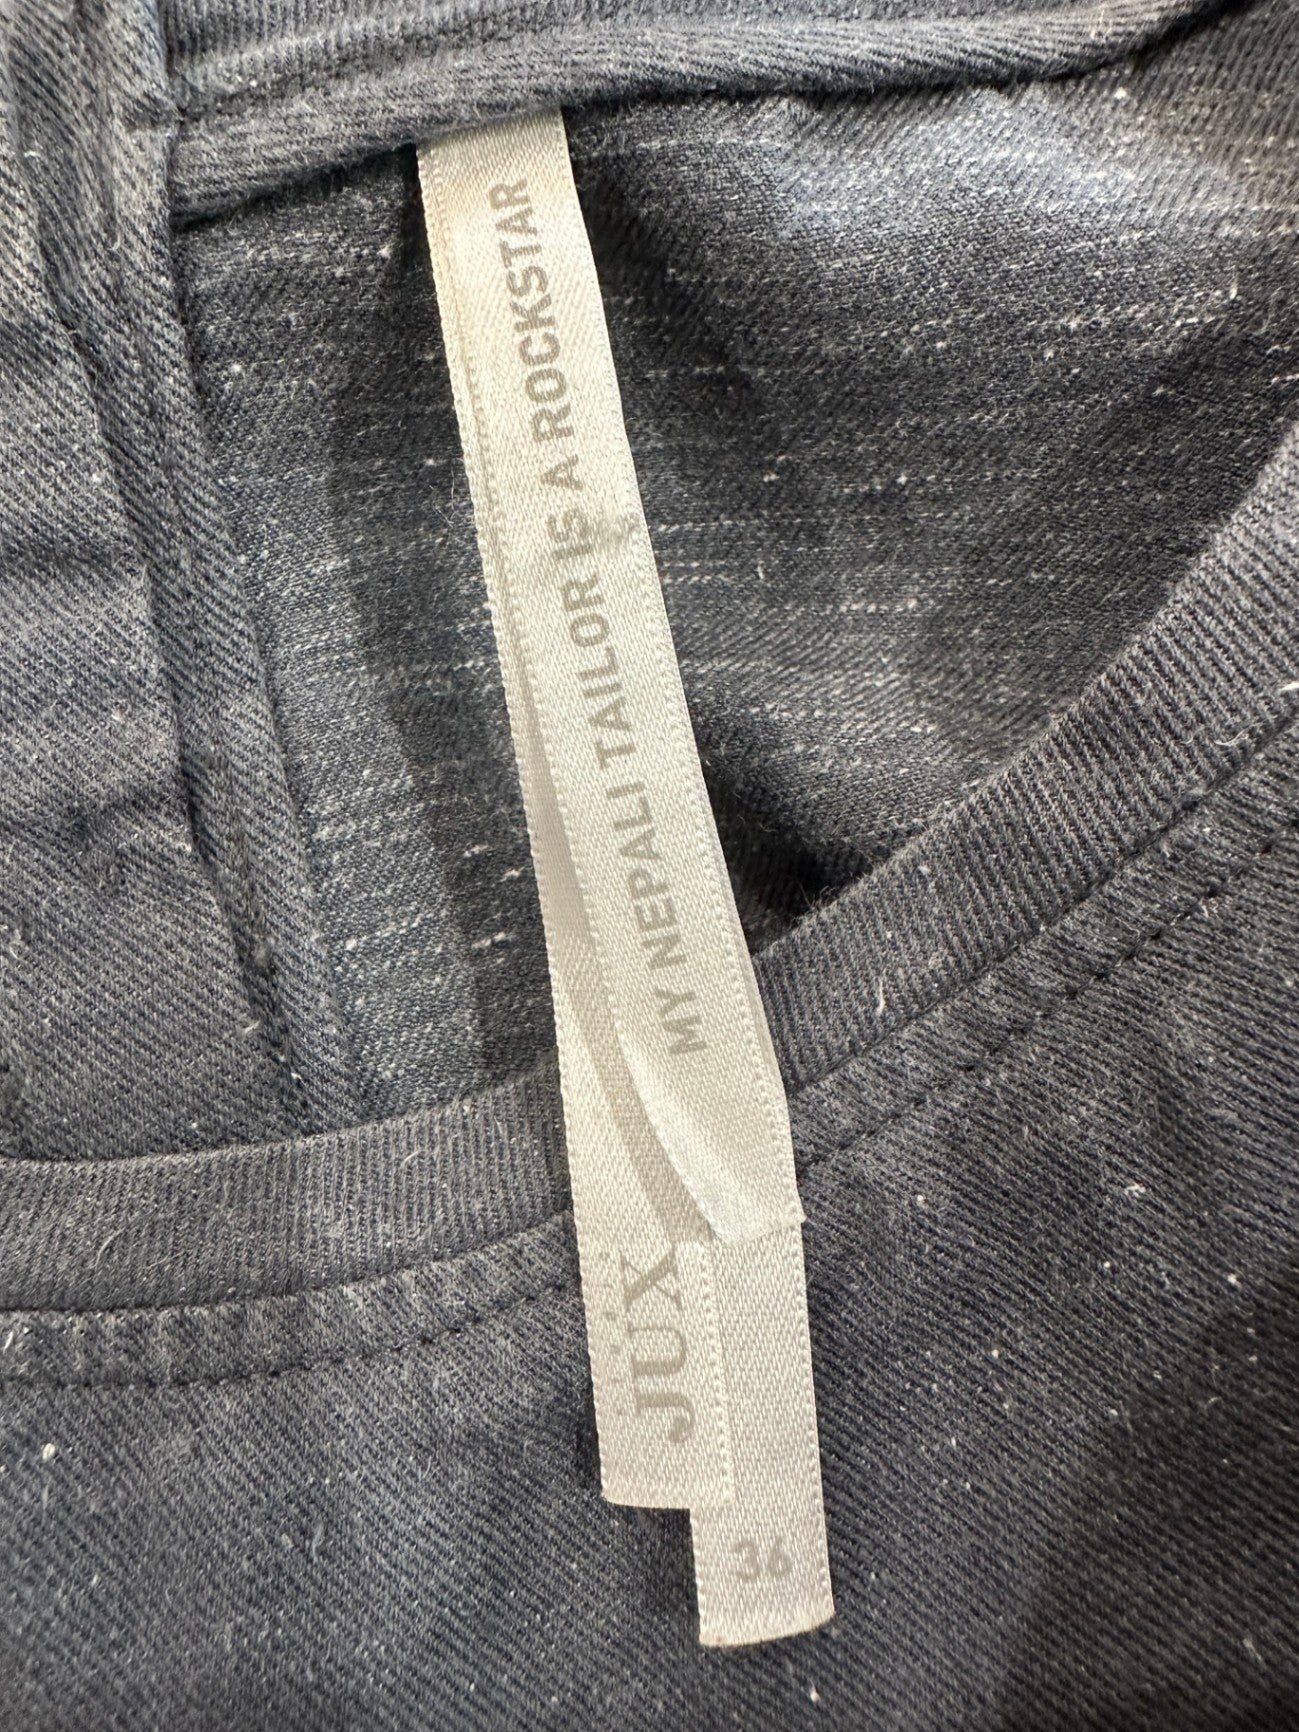 MY NEPALI TAILOR IS A ROCKSTAR
JUX
36